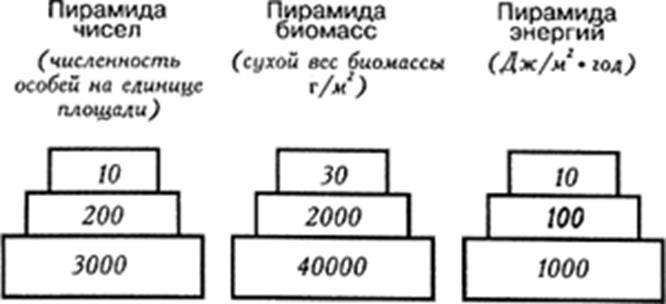 Пирамида
чисел
(численность
особей на единице
площали)
10
200
3000
Пирамида
биомасс
(сухой вес биомассы
г/м²)
30
2000
40000
Пирамида
энергий
(Дж/м²•год)
10
100
1000